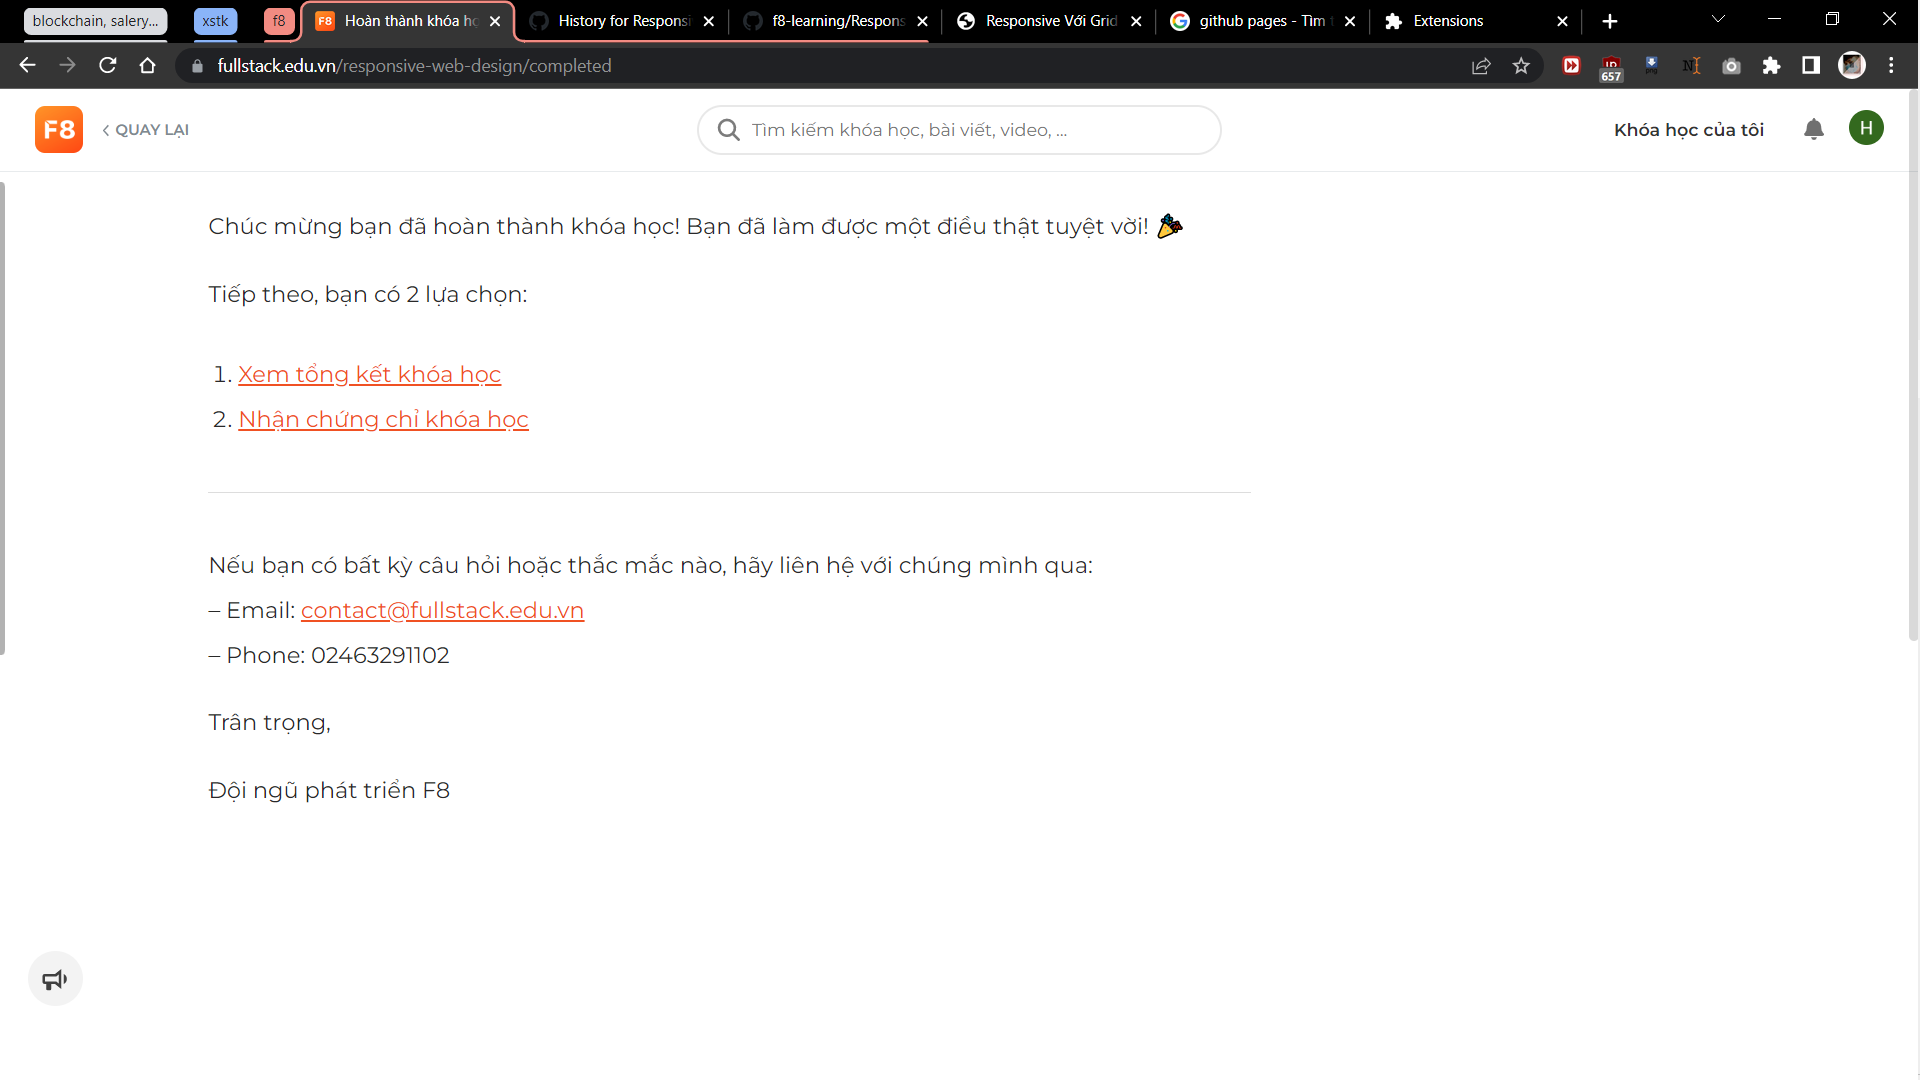 blockchain, salery...
xstk
f8
F8 Hoàn thành khóa họ
History for Responsi
f8-learning/Respons
Responsive Với Grid
github pages - Tìm
Extensions
fullstack.edu.vn/responsive-web-design/completed
657
F8
QUAY LẠI
Tìm kiếm khóa học, bài viết, video, ...
Khóa học của tôi
H
Chúc mừng bạn đã hoàn thành khóa học! Bạn đã làm được một điều thật tuyệt vời! 🎉
Tiếp theo, bạn có 2 lựa chọn:
1. Xem tổng kết khóa học
2. Nhận chứng chỉ khóa học
Nếu bạn có bất kỳ câu hỏi hoặc thắc mắc nào, hãy liên hệ với chúng mình qua:
– Email: contact@fullstack.edu.vn
– Phone: 02463291102
Trân trọng,
Đội ngũ phát triển F8